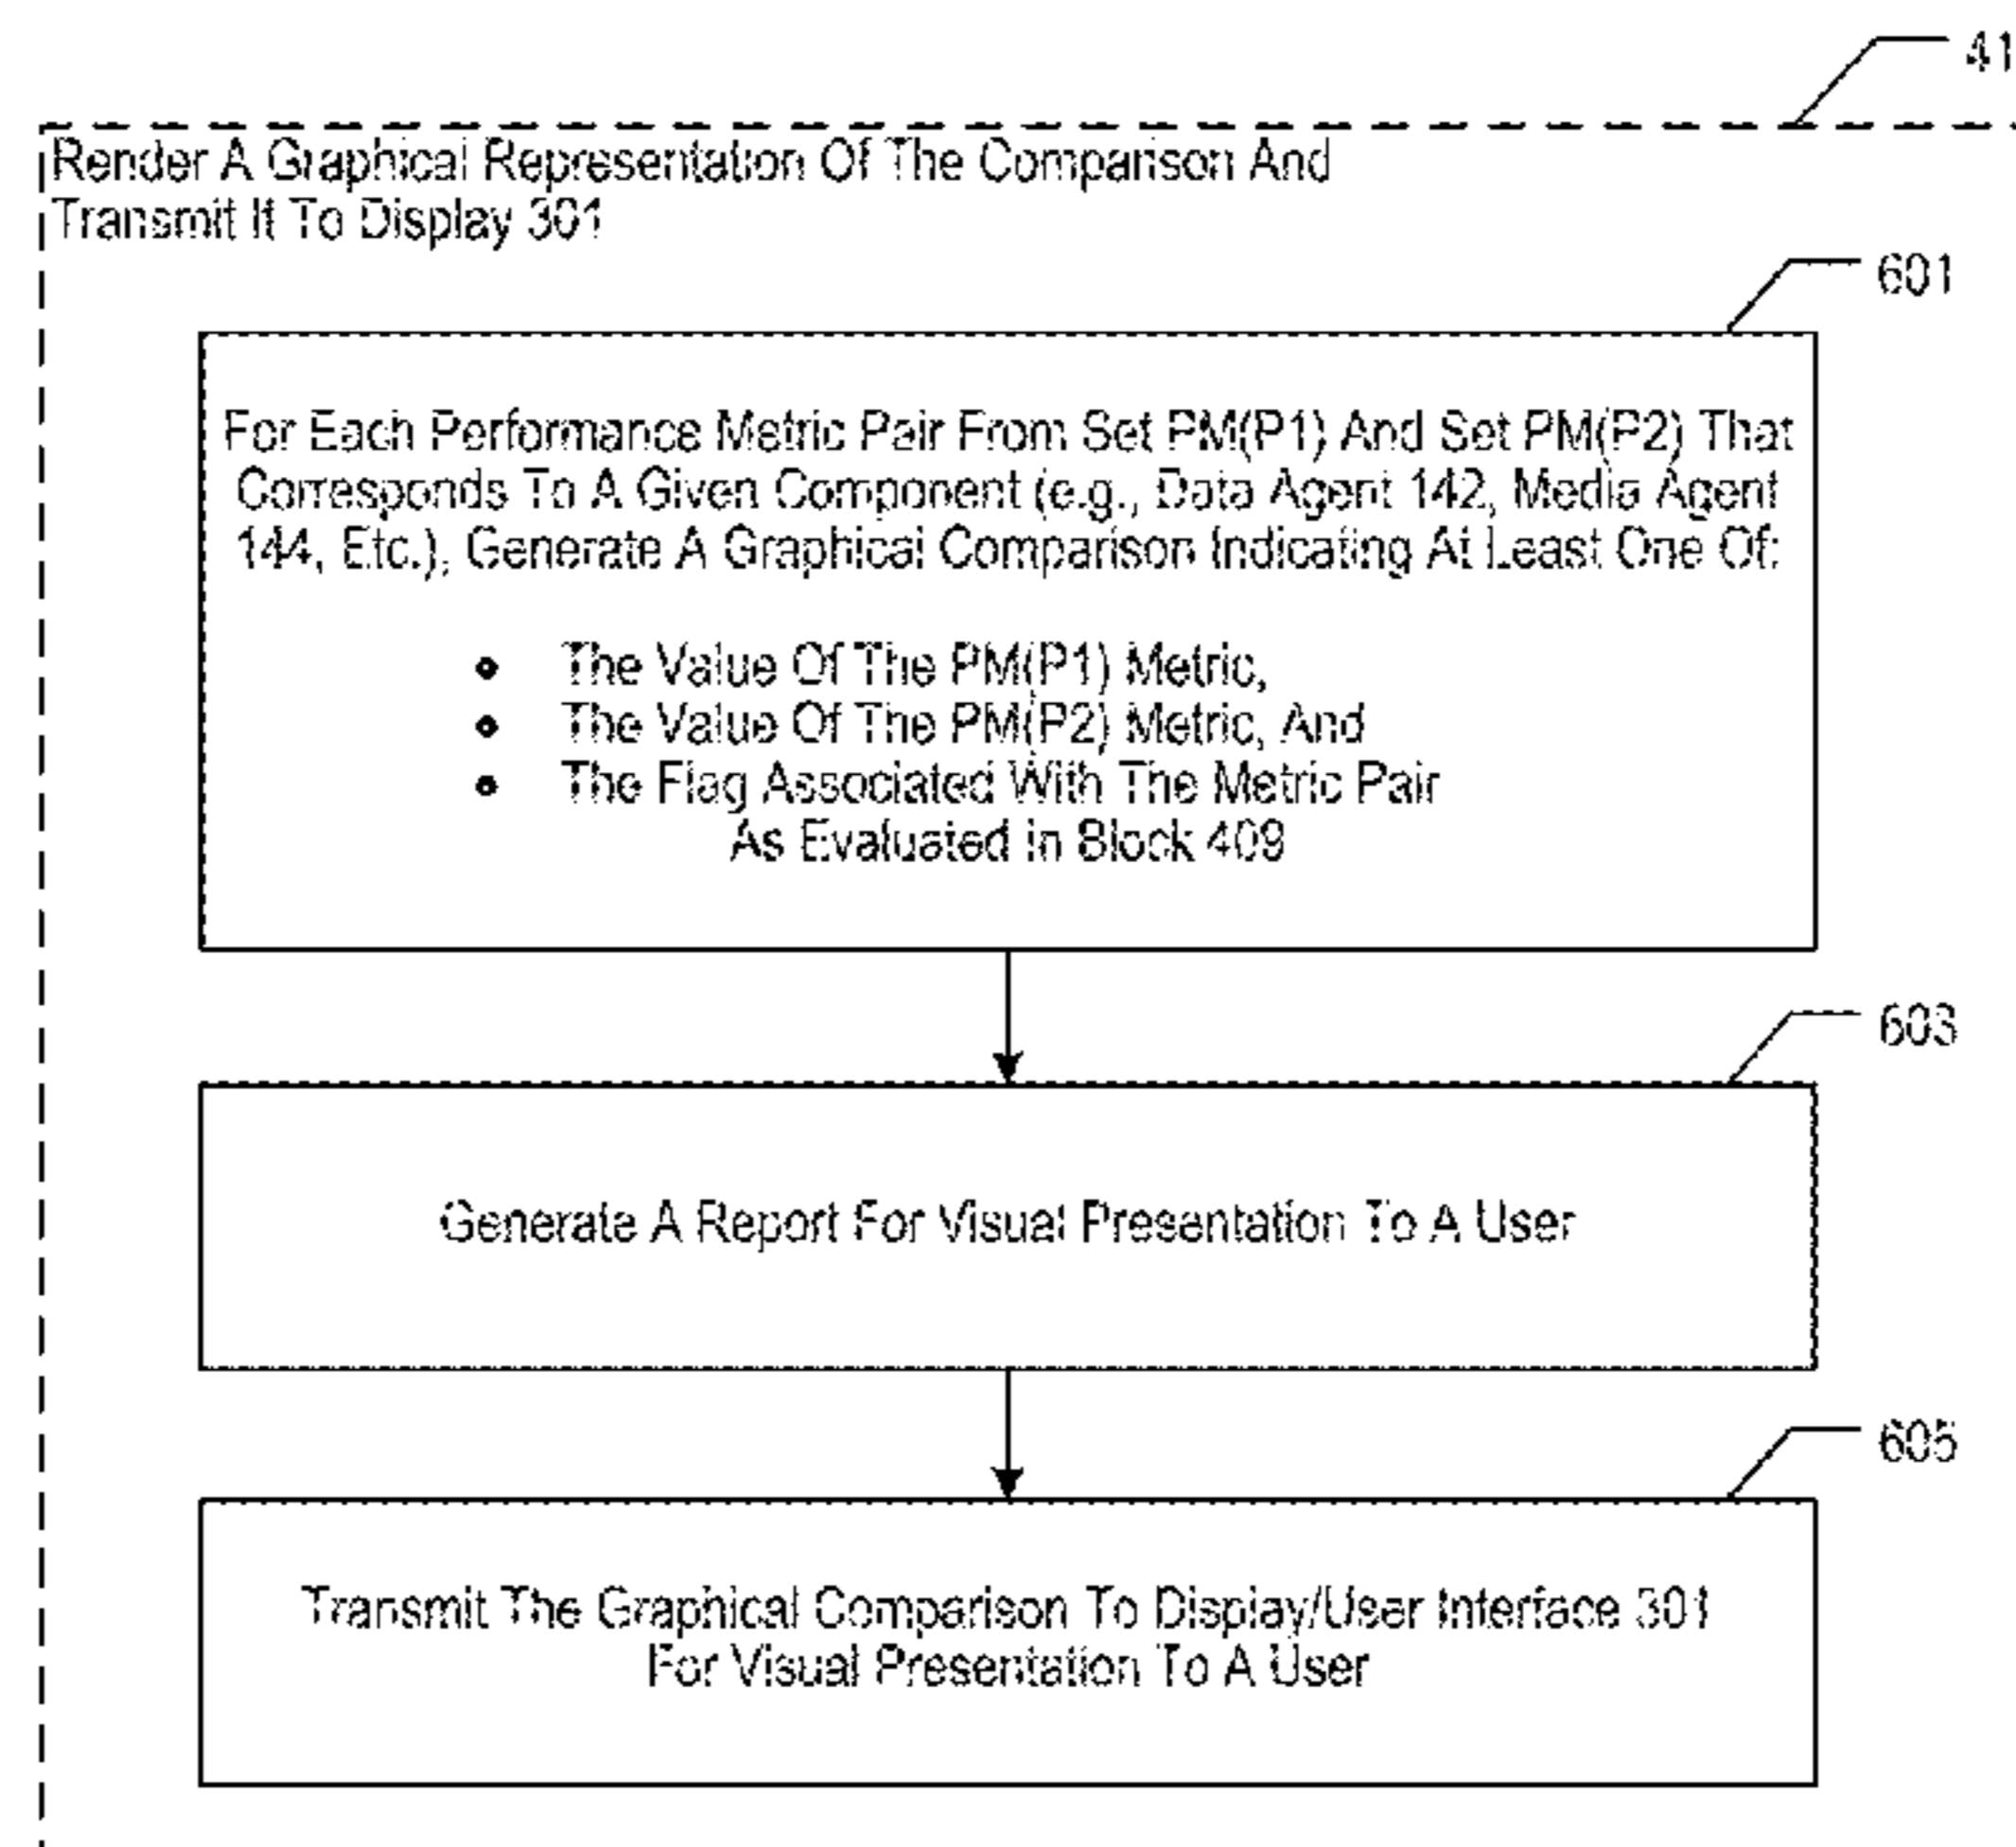 41
Render A Graphical Representation Of The Comparison And
Transmit It To Display 301
601
For Each Performance Metric Pair From Set PM(P1) And Set PM(P2) That
Corresponds To A Given Component (e.g., Data Agent 142, Media Agent
144, Etc.), Generate A Graphical Comparison Indicating At Least One Of:
• The Value Of The PM(P1) Metric,
• The Value Of The PM(P2) Metric, And
• The Flag Associated With The Metric Pair
As Evaluated In Block 409
603
Generate A Report For Visual Presentation To A User
605
Transmit The Graphical Comparison To Display/User Interface 301
For Visual Presentation To A User